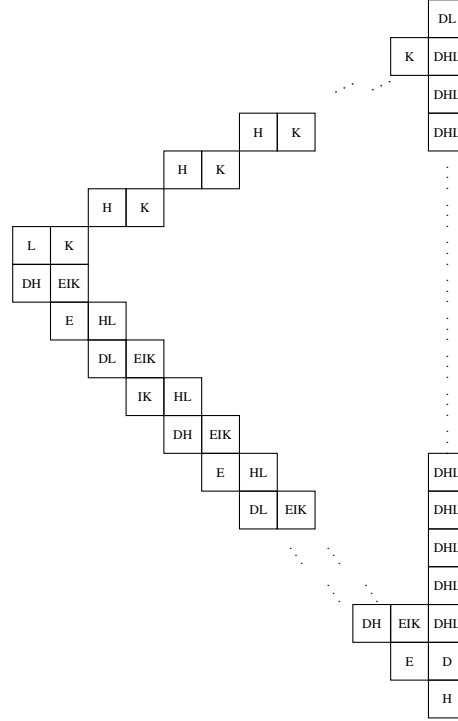 DL
K DHL
DHL
H K DHL
H K
H K
L K
DH EIK
E HL
DL EIK
IK HL
DH EIK
E HL DHL
DL EIK DHL
DHL
DHL
DH EIK DHL
E D
H